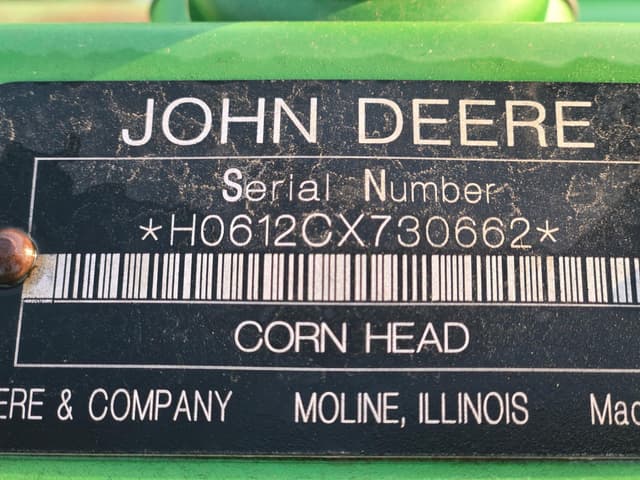 JOHN DEERE
Serial Number
*H0612CX730662*
CORN HEAD
ERE & COMPANY MOLINE, ILLINOIS Mad